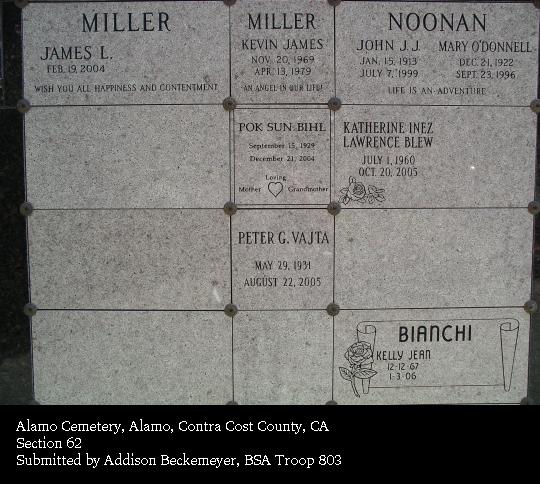 MILLER
JAMES L.
FEB. 19, 2004
WISH YOU ALL HAPPINESS AND CONTENTMENT
MILLER
KEVIN JAMES
NOV. 20, 1969
APR. 13, 1979
AN ANGEL IN OUR LIFE!
NOONAN
JOHN J. J. MARY O'DONNELL
JAN. 15, 1913 DEC. 21, 1922
JULY 7, 1999 SEPT. 23, 1996
LIFE IS AN ADVENTURE
POK SUN BIHL
September 15, 1929
December 21, 2004
Loving
Mother Grandmother
KATHERINE INEZ
LAWRENCE BLEW
JULY 1, 1960
OCT. 20, 2005
PETER G. VAJTA
MAY 29, 1931
AUGUST 22, 2005
BIANCHI
KELLY JEAN
12-12-67
1-3-06
Alamo Cemetery, Alamo, Contra Cost County, CA
Section 62
Submitted by Addison Beckemeyer, BSA Troop 803